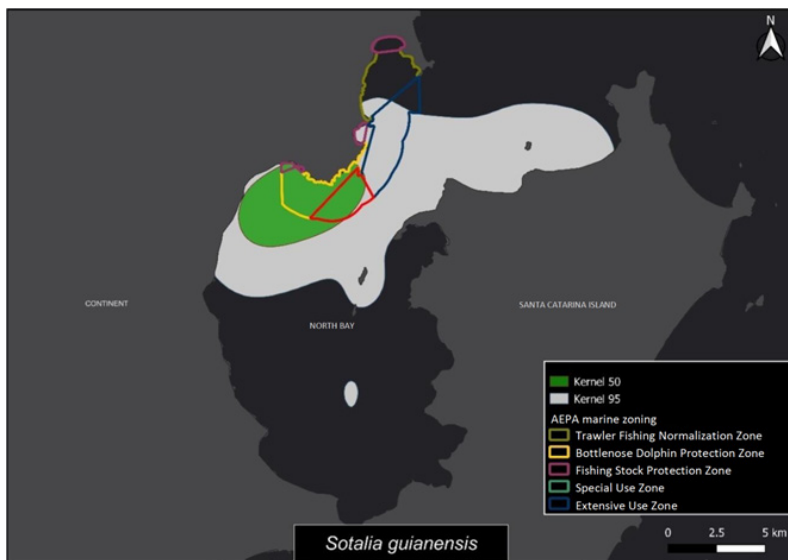 N
CONTINENT
SANTA CATARINA ISLAND
NORTH BAY
Kernel 50
Kernel 95
AEPA marine zoning
Trawler Fishing Normalization Zone
Bottlenose Dolphin Protection Zone
Fishing Stock Protection Zone
Special Use Zone
Extensive Use Zone
Sotalia guianensis
0 2.5 5 km